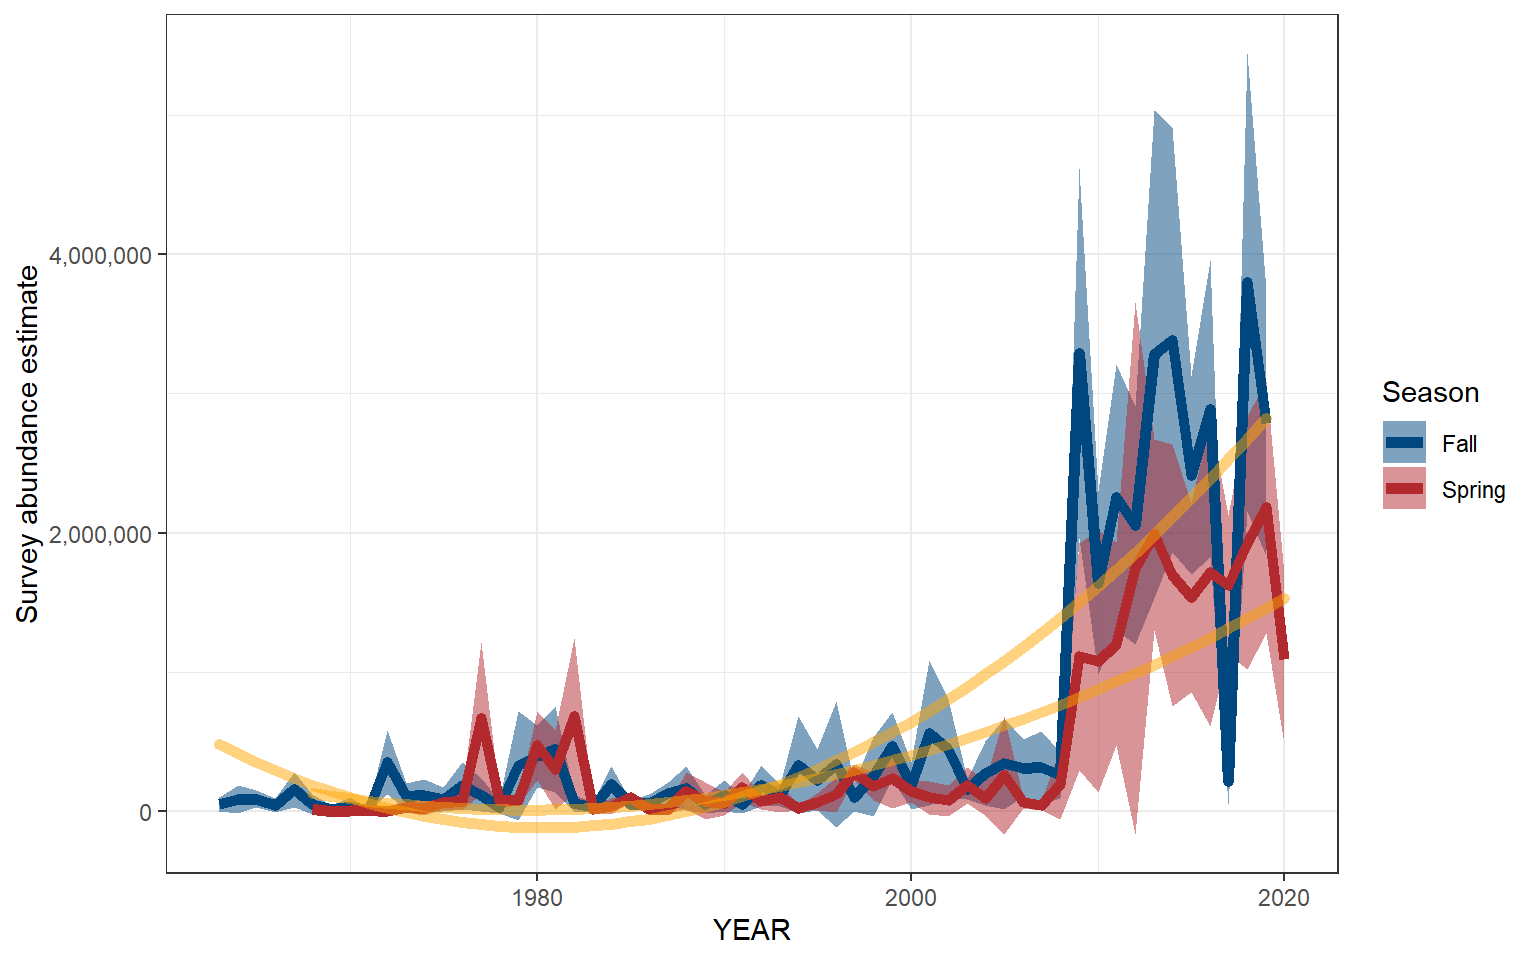 Survey abundance estimate
4,000,000
2,000,000
0
1980
2000
2020
YEAR
Season
Fall
Spring